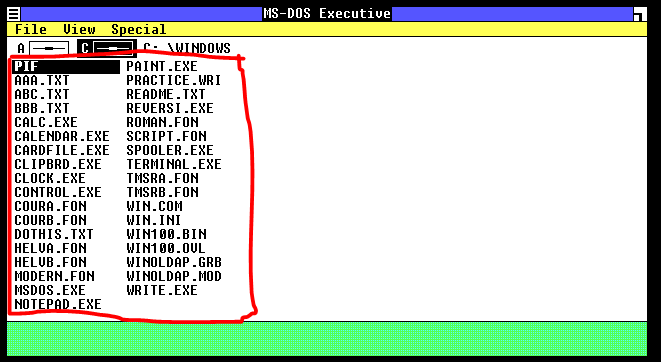 MS-DOS Executive
File View Special
A C C: \WINDOWS
PIF
AAA.TXT
ABC.TXT
BBB.TXT
CALC.EXE
CALENDAR.EXE
CARDFILE.EXE
CLIPBRD.EXE
CLOCK.EXE
CONTROL.EXE
COURA.FON
COURB.FON
DOTHIS.TXT
HELVA.FON
HELVB.FON
MODERN.FON
MSDOS.EXE
NOTEPAD.EXE
PAINT.EXE
PRACTICE.WRI
README.TXT
REVERSI.EXE
ROMAN.FON
SCRIPT.FON
SPOOLER.EXE
TERMINAL.EXE
TMSRA.FON
TMSRB.FON
WIN.COM
WIN.INI
WIN100.BIN
WIN100.OVL
WINOLDAP.GRB
WINOLDAP.MOD
WRITE.EXE